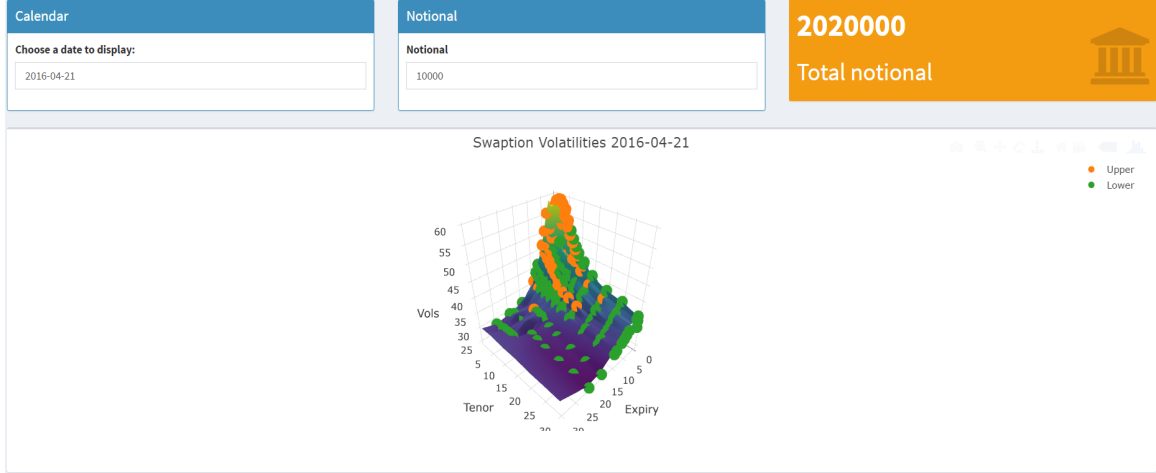 Calendar
Choose a date to display:
2016-04-21
Notional
Notional
10000
2020000
Total notional
Swaption Volatilities 2016-04-21
Upper
Lower
60
55
50
45
40
35
30
25
Vols
5
10
15
20
25
30
Tenor
0
5
10
15
20
25
30
Expiry